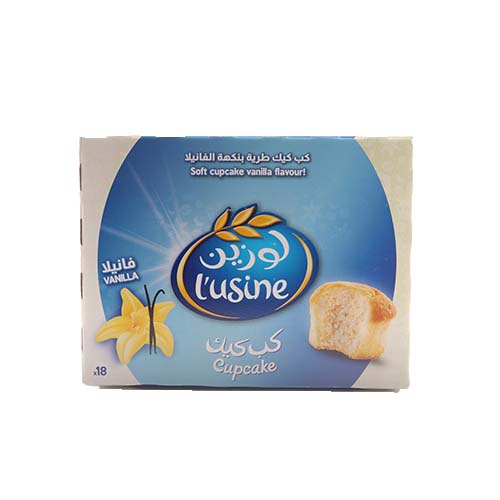 كب كيك طرية بنكهة الفانيلا
Soft cupcake vanilla flavour!
لوزين
l'usine
فانيلا
VANILLA
كب كيك
Cupcake
x18